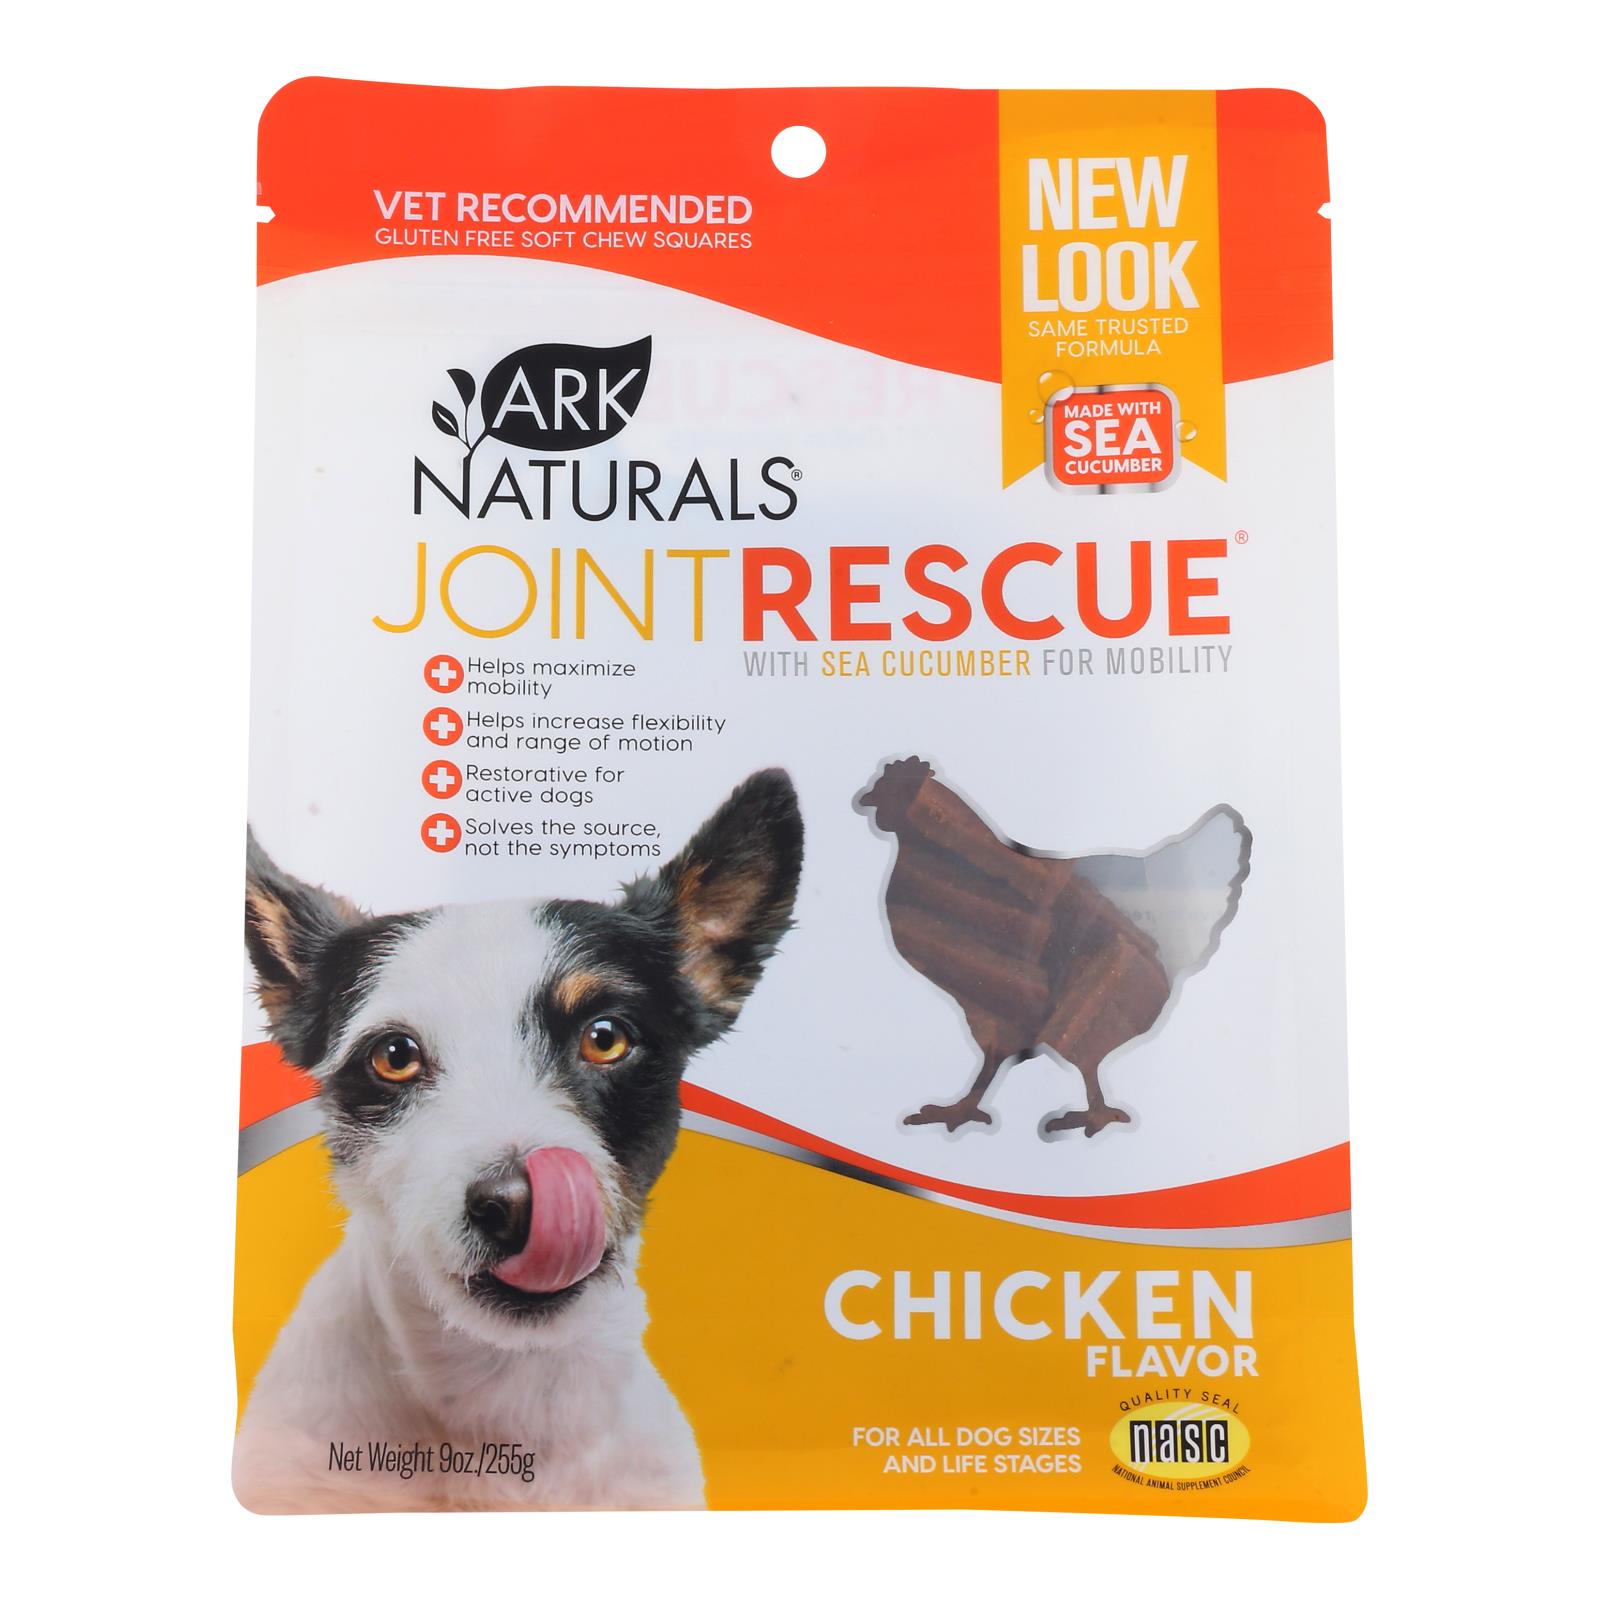 VET RECOMMENDED
GLUTEN FREE SOFT CHEW SQUARES
NEW
LOOK
SAME TRUSTED
FORMULA
MADE WITH
SEA
CUCUMBER
ARK
NATURALS®
JOINTRESCUE®
WITH SEA CUCUMBER FOR MOBILITY
Helps maximize
mobility
Helps increase flexibility
and range of motion
Restorative for
active dogs
Solves the source,
not the symptoms
CHICKEN
FLAVOR
FOR ALL DOG SIZES
AND LIFE STAGES
QUALITY SEAL
nasc
NATIONAL ANIMAL SUPPLEMENT COUNCIL
Net Weight 9oz./255g